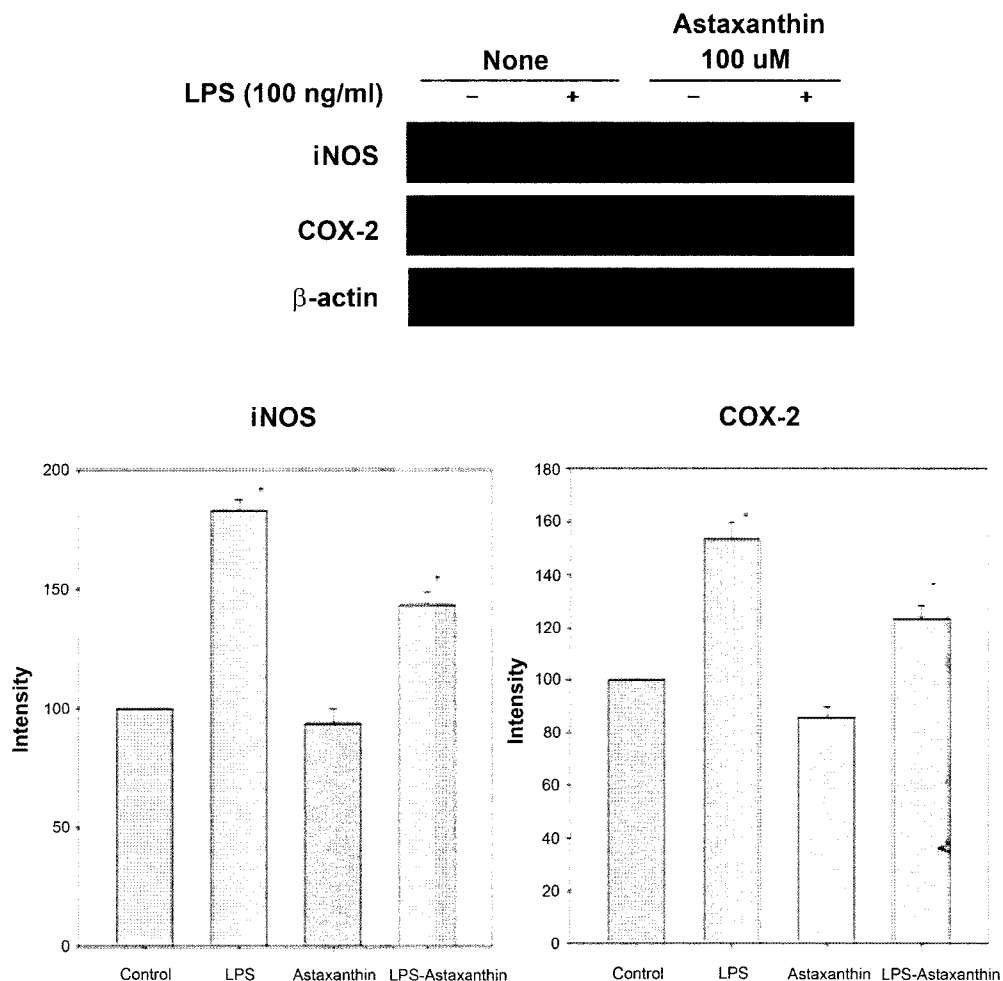 Astaxanthin
None 100 uM
LPS (100 ng/ml) − + − +
iNOS
COX-2
β-actin
iNOS
200
150
100
50
0
Intensity
*
*
Control LPS Astaxanthin LPS-Astaxanthin
COX-2
180
160
140
120
100
80
60
40
20
0
Intensity
*
*
Control LPS Astaxanthin LPS-Astaxanthin